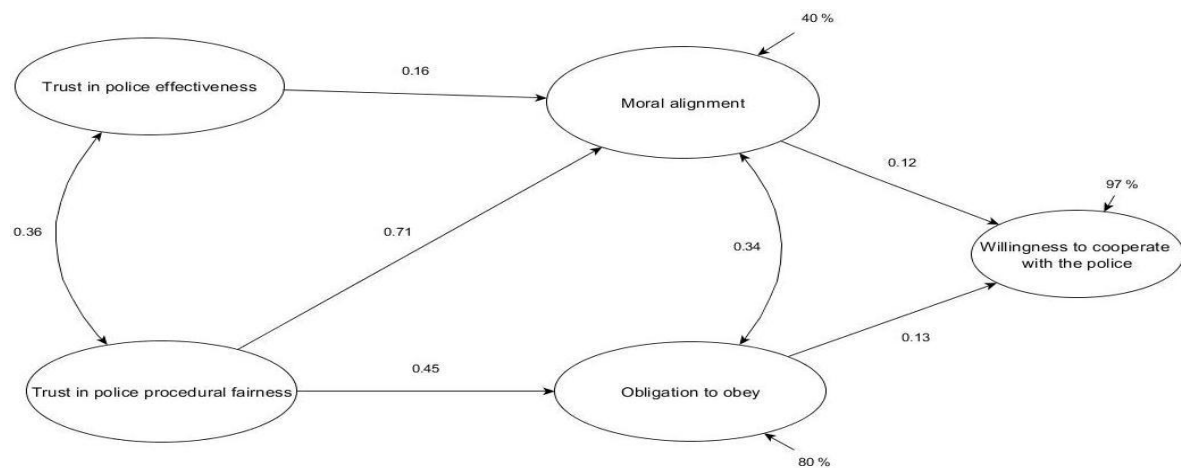 40 %
0.16
Trust in police effectiveness
Moral alignment
0.12
97 %
0.36
0.71
0.34
Willingness to cooperate
with the police
0.13
0.45
Trust in police procedural fairness
Obligation to obey
80 %